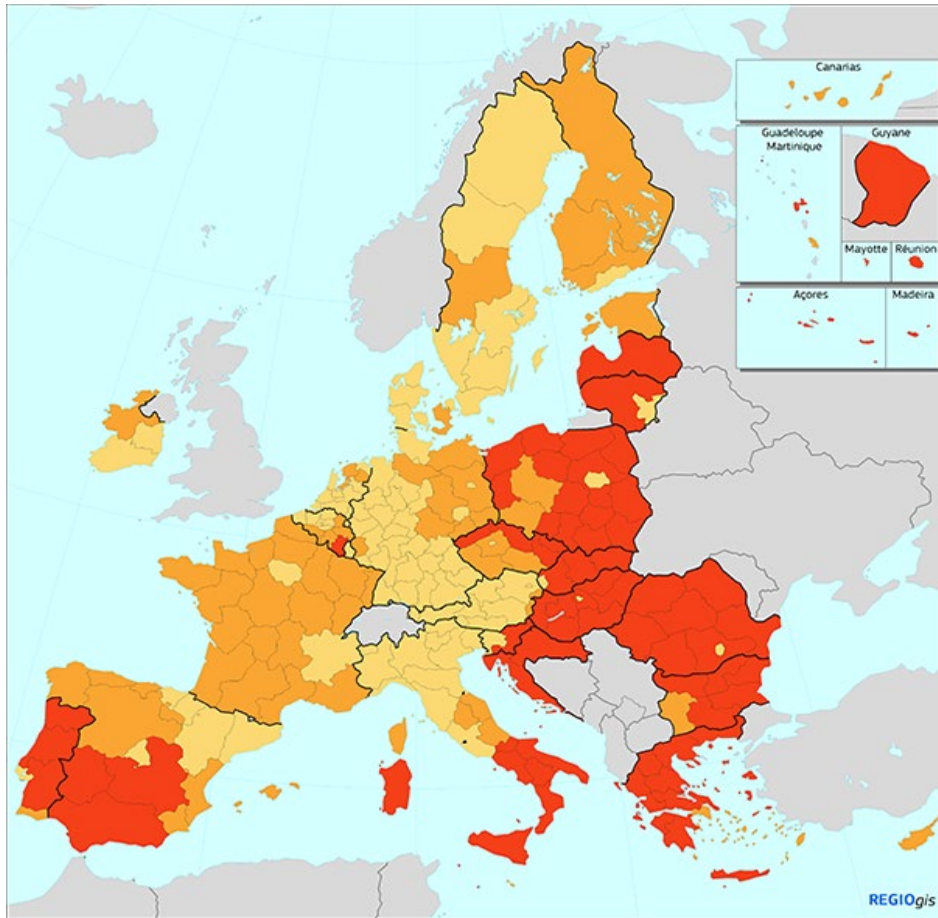 Canarias
Guadeloupe
Martinique
Guyane
Mayotte
Réunion
Açores
Madeira
REGIOgis